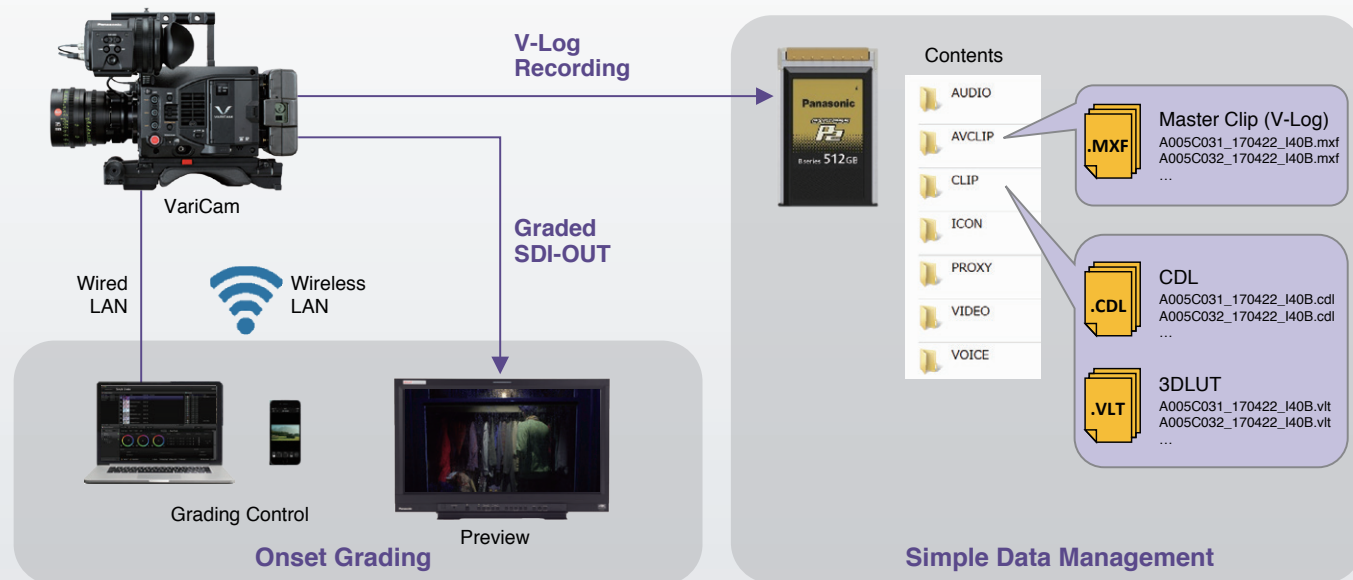 V-Log
Recording
VariCam
Graded
SDI-OUT
Wired
LAN
Wireless
LAN
Grading Control
Preview
Onset Grading
Panasonic
P2
B series 512GB
Contents
AUDIO
AVCLIP
CLIP
ICON
PROXY
VIDEO
VOICE
.MXF
Master Clip (V-Log)
A005C031_170422_I40B.mxf
A005C032_170422_I40B.mxf
…
.CDL
CDL
A005C031_170422_I40B.cdl
A005C032_170422_I40B.cdl
…
.VLT
3DLUT
A005C031_170422_I40B.vlt
A005C032_170422_I40B.vlt
…
Simple Data Management